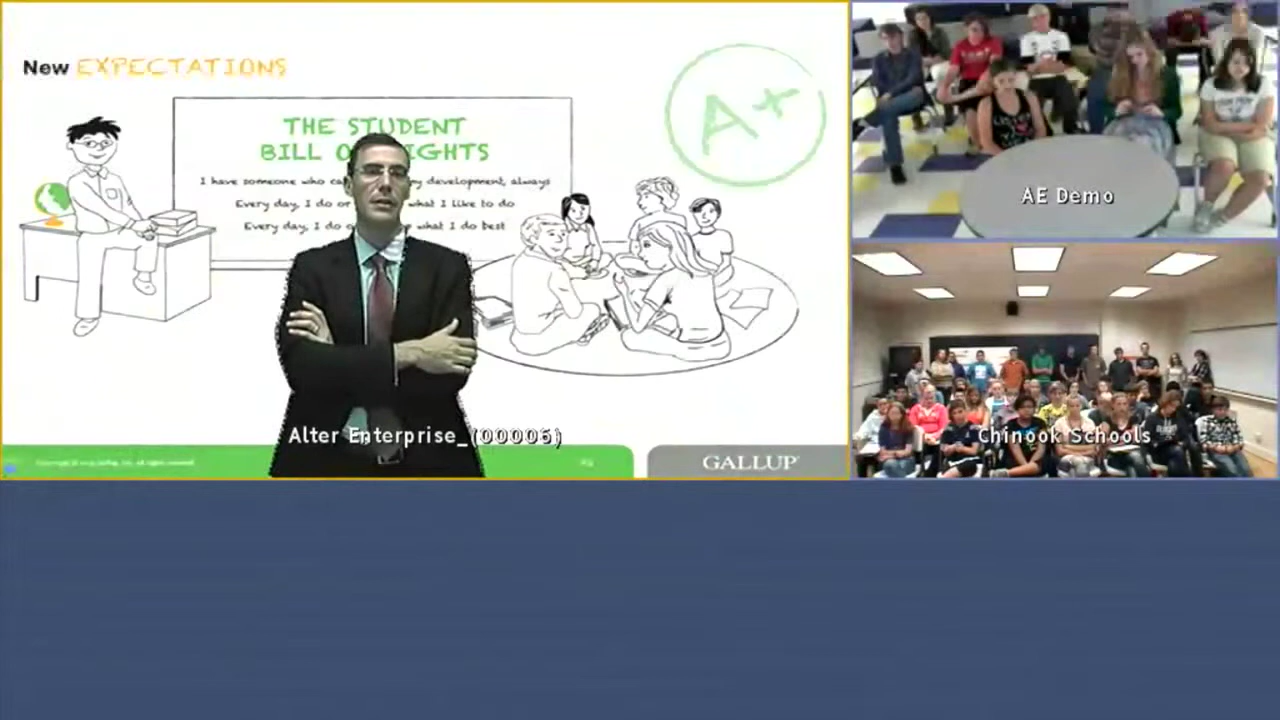 New EXPECTATIONS
A+
THE STUDENT
BILL O IGHTS
I have someone who ca y development, always
Every day, I do or what I like to do
Every day, I do o r what I do best
Alter Enterprise_(00006)
GALLUP
AE Demo
Chinook Schools